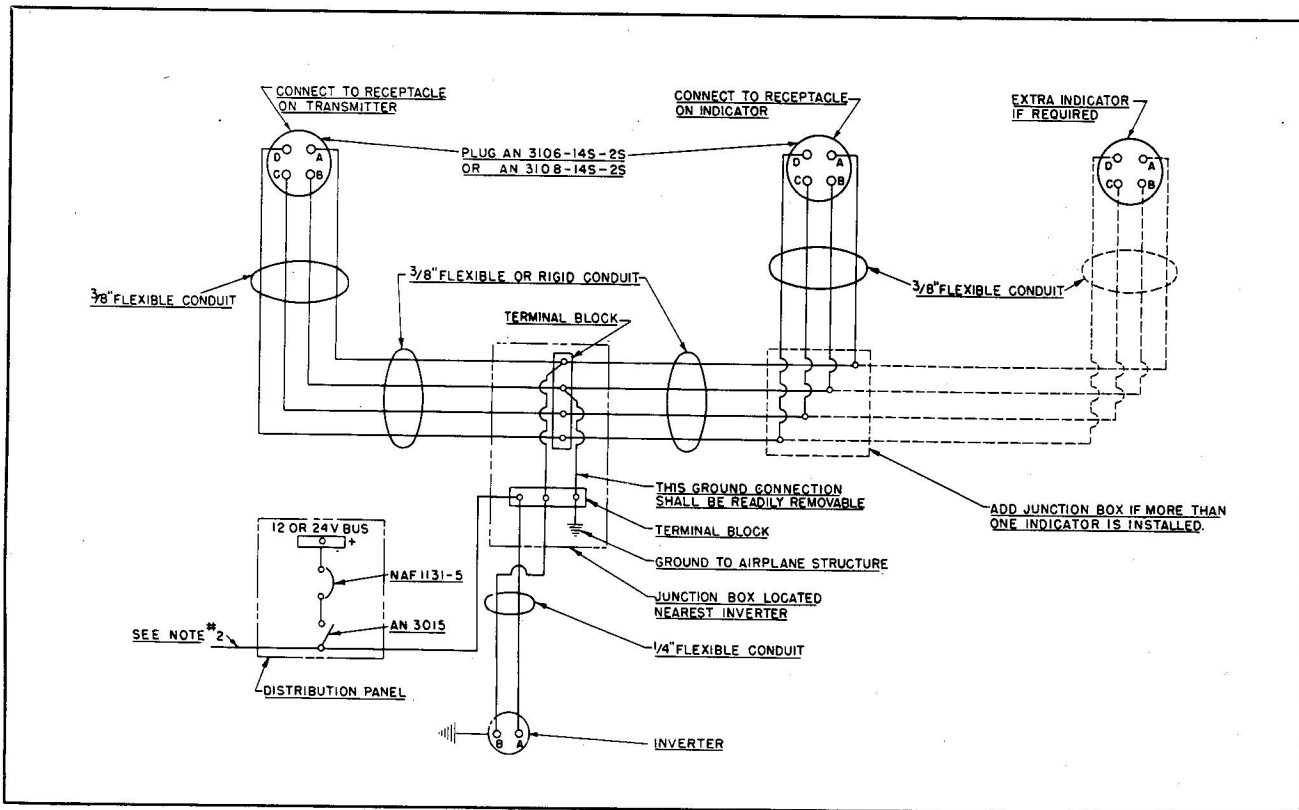 CONNECT TO RECEPTACLE
ON TRANSMITTER
CONNECT TO RECEPTACLE
ON INDICATOR
EXTRA INDICATOR
IF REQUIRED
PLUG AN 3106-14S-2S
OR AN 3108-14S-2S
D A
C B
D A
C B
D A
C B
3/8" FLEXIBLE CONDUIT
3/8" FLEXIBLE OR RIGID CONDUIT
3/8" FLEXIBLE CONDUIT
TERMINAL BLOCK
THIS GROUND CONNECTION
SHALL BE READILY REMOVABLE
TERMINAL BLOCK
GROUND TO AIRPLANE STRUCTURE
JUNCTION BOX LOCATED
NEAREST INVERTER
ADD JUNCTION BOX IF MORE THAN
ONE INDICATOR IS INSTALLED.
12 OR 24V BUS
+
-
NAF 1131-5
AN 3015
SEE NOTE #2
DISTRIBUTION PANEL
1/4" FLEXIBLE CONDUIT
B A
INVERTER